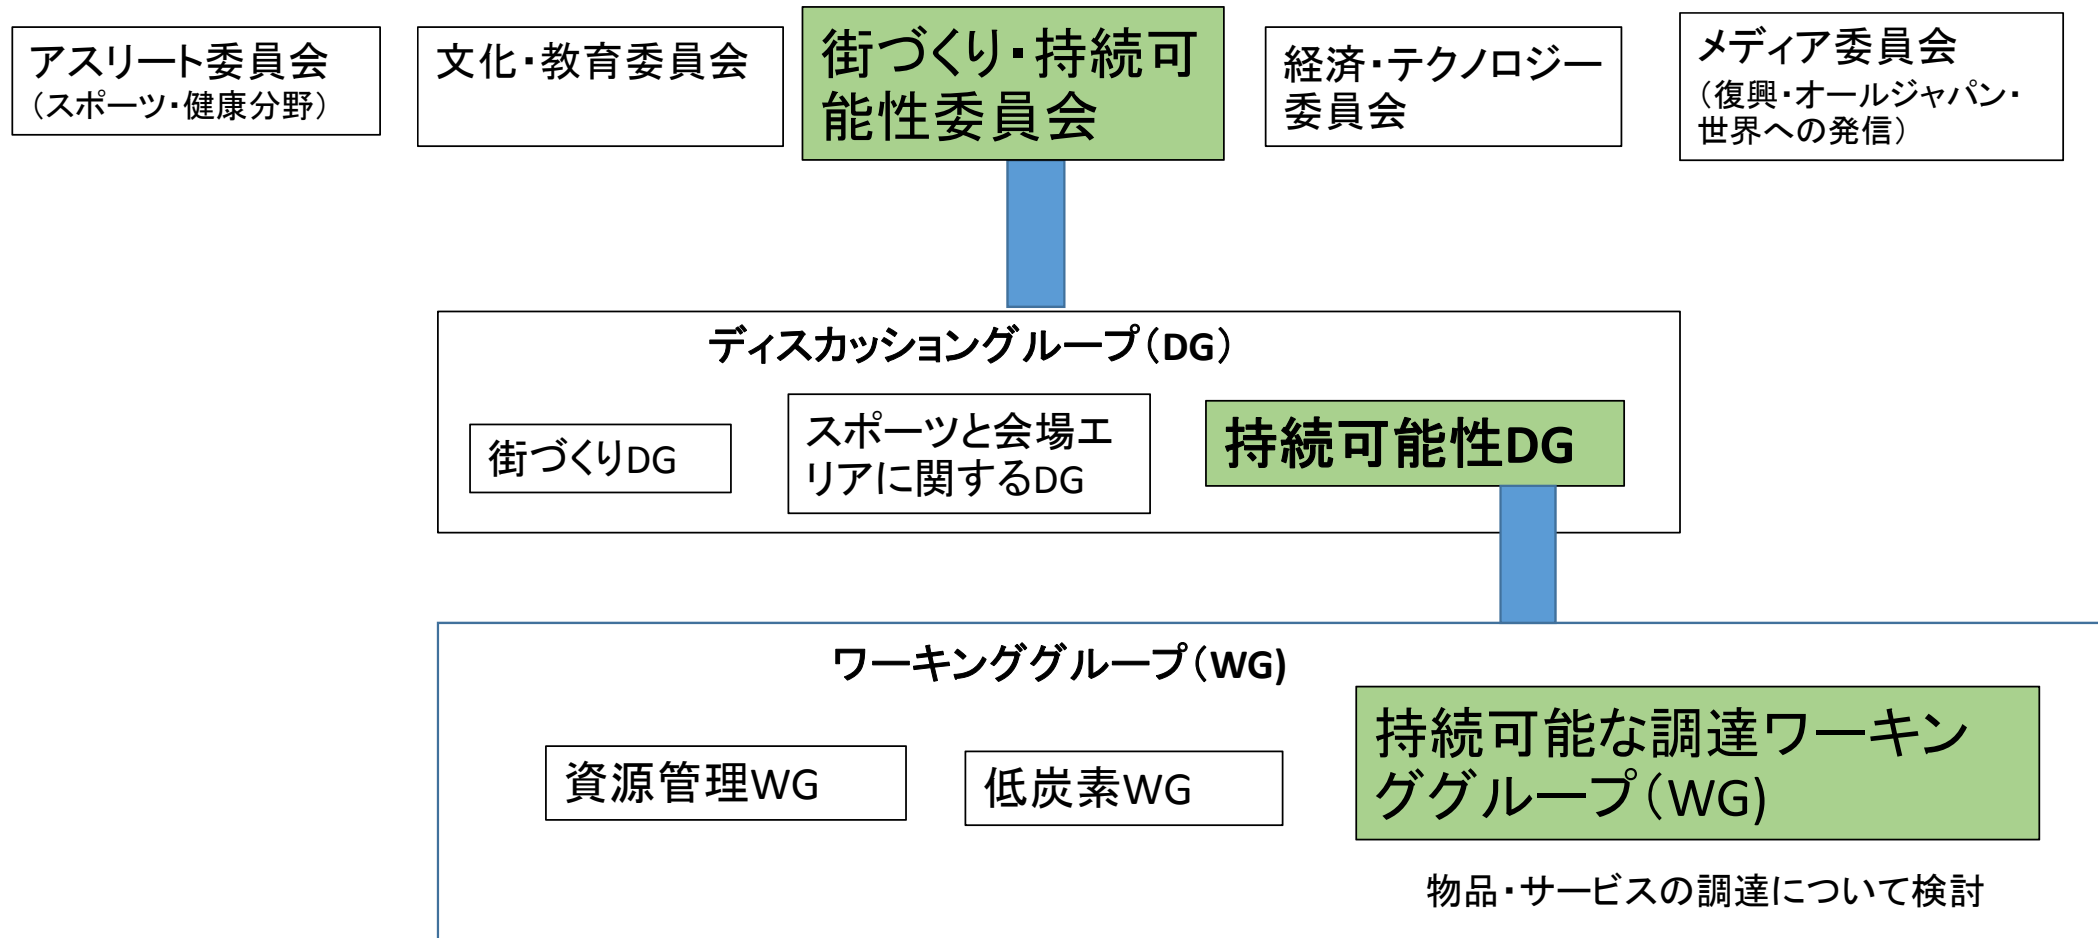 アスリート委員会
（スポーツ・健康分野）
文化・教育委員会
街づくり・持続可
能性委員会
経済・テクノロジー
委員会
メディア委員会
（復興・オールジャパン・
世界への発信）
ディスカッショングループ（DG）
街づくりDG
スポーツと会場エ
リアに関するDG
持続可能性DG
ワーキンググループ（WG)
資源管理WG
低炭素WG
持続可能な調達ワーキン
ググループ（WG)
物品・サービスの調達について検討